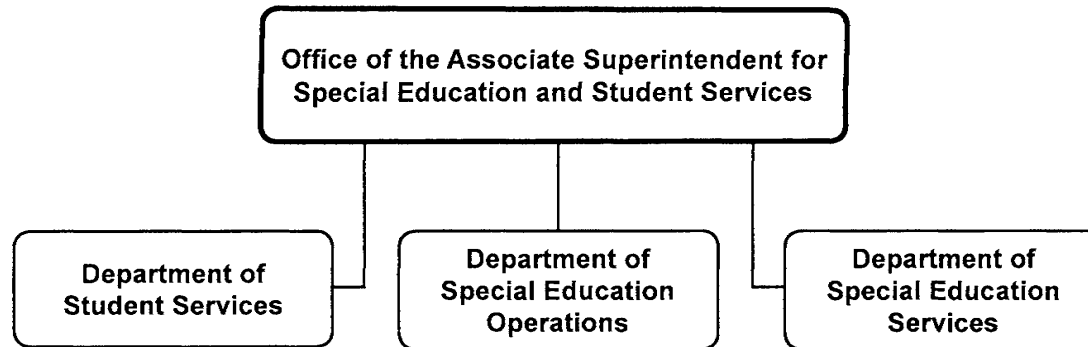 Office of the Associate Superintendent for
Special Education and Student Services
Department of
Student Services
Department of
Special Education
Operations
Department of
Special Education
Services